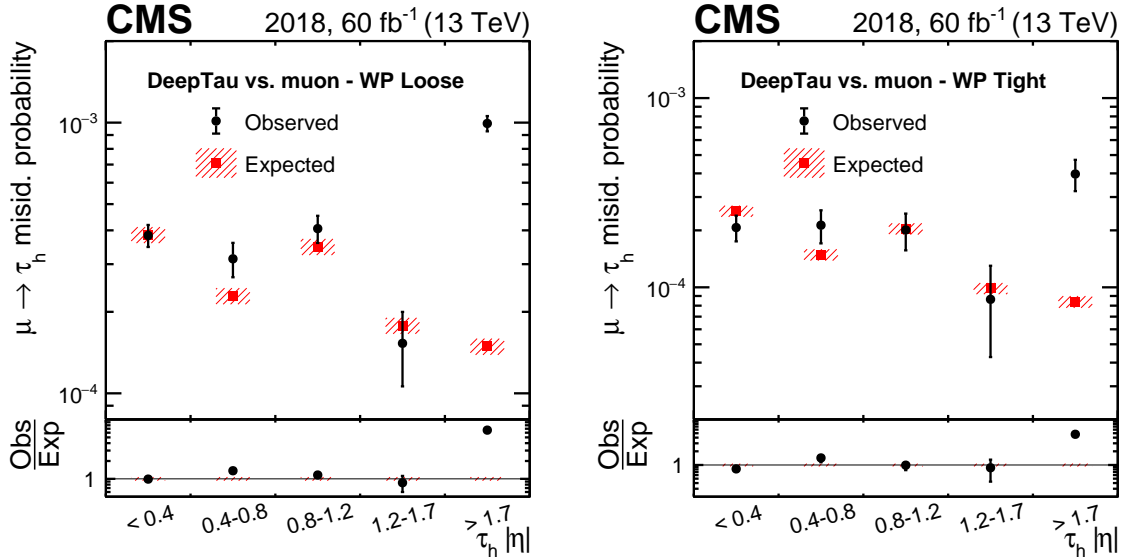 CMS 2018, 60 fb⁻¹ (13 TeV)
DeepTau vs. muon - WP Loose
Observed
Expected
μ → τ_h misid. probability
10⁻³
10⁻⁴
Obs
Exp
1
< 0.4 0.4-0.8 0.8-1.2 1.2-1.7 > 1.7
τ_h |η|
CMS 2018, 60 fb⁻¹ (13 TeV)
DeepTau vs. muon - WP Tight
Observed
Expected
μ → τ_h misid. probability
10⁻³
10⁻⁴
Obs
Exp
1
< 0.4 0.4-0.8 0.8-1.2 1.2-1.7 > 1.7
τ_h |η|